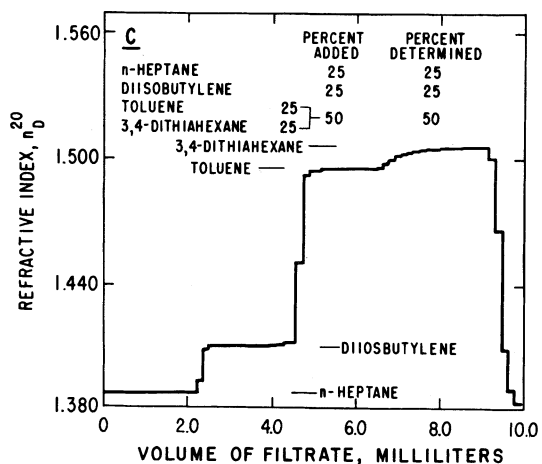 C
PERCENT ADDED
PERCENT DETERMINED
n-HEPTANE 25 25
DIISOBUTYLENE 25 25
TOLUENE 25
50 50
3,4-DITHIAHEXANE 25
3,4-DITHIAHEXANE
TOLUENE
DIIOSBUTYLENE
n-HEPTANE
REFRACTIVE INDEX, n20D
1.560
1.500
1.440
1.380
0 2.0 4.0 6.0 8.0 10.0
VOLUME OF FILTRATE, MILLILITERS